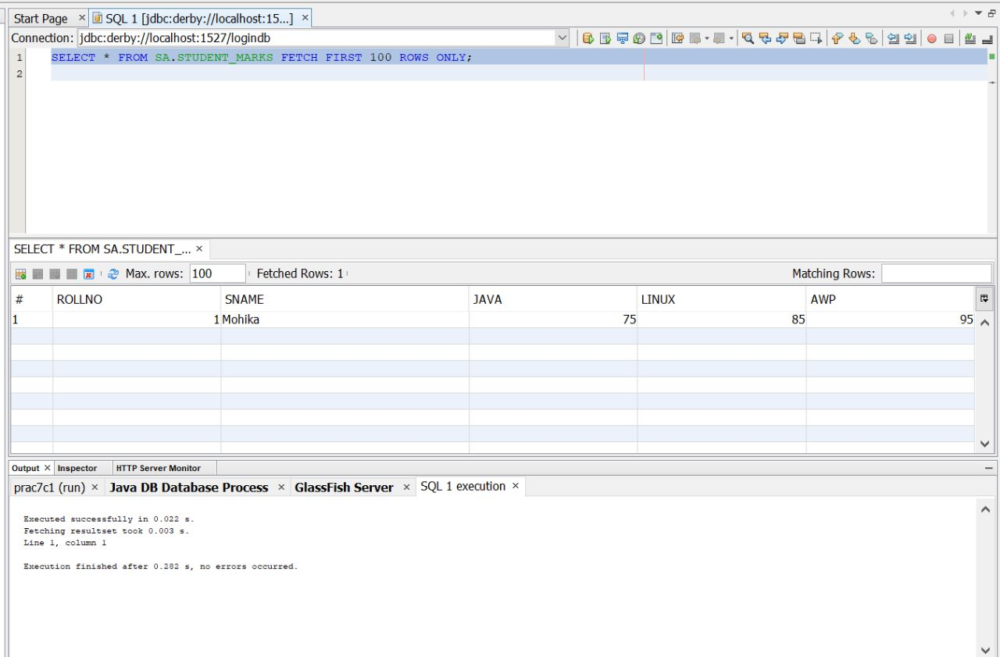 Start Page
SQL 1 [jdbc:derby://localhost:15...]
Connection: jdbc:derby://localhost:1527/logindb
1 SELECT * FROM SA.STUDENT_MARKS FETCH FIRST 100 ROWS ONLY;
2
SELECT * FROM SA.STUDENT_...
Max. rows: 100 Fetched Rows: 1 Matching Rows:
# ROLLNO SNAME JAVA LINUX AWP
1 1 Mohika 75 85 95
Output Inspector HTTP Server Monitor
prac7c1 (run) Java DB Database Process GlassFish Server SQL 1 execution
Executed successfully in 0.022 s.
Fetching resultset took 0.003 s.
Line 1, column 1
Execution finished after 0.282 s, no errors occurred.